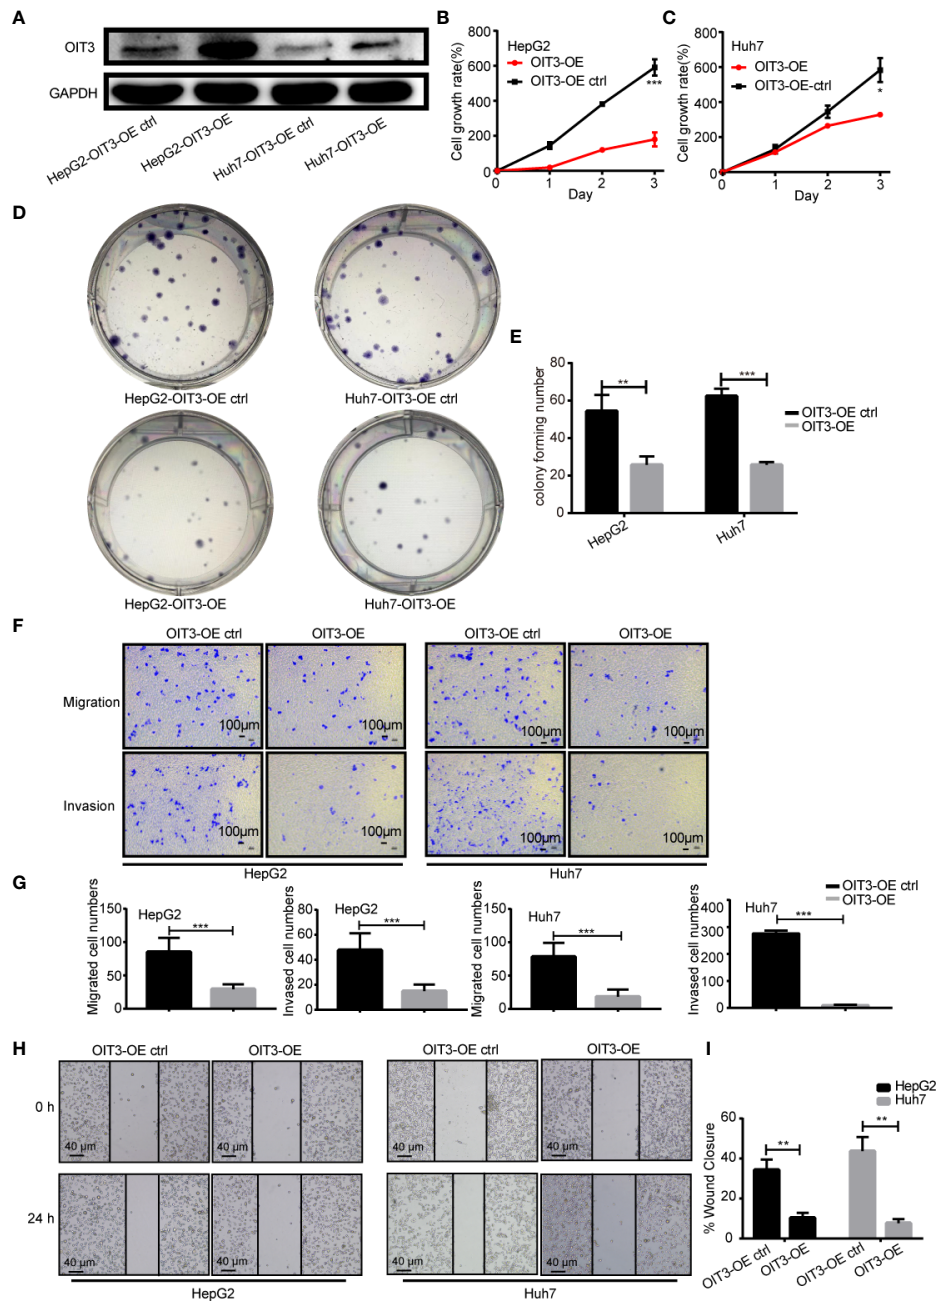 A
OIT3
GAPDH
HepG2-OIT3-OE ctrl
HepG2-OIT3-OE
Huh7-OIT3-OE ctrl
Huh7-OIT3-OE
B
Cell growth rate(%)
800
600
400
200
0
HepG2
OIT3-OE
OIT3-OE ctrl
***
0 1 2 3
Day
C
Cell growth rate(%)
800
600
400
200
0
Huh7
OIT3-OE
OIT3-OE-ctrl
*
0 1 2 3
Day
D
HepG2-OIT3-OE ctrl
Huh7-OIT3-OE ctrl
HepG2-OIT3-OE
Huh7-OIT3-OE
E
colony forming number
80
60
40
20
0
**
***
OIT3-OE ctrl
OIT3-OE
HepG2
Huh7
F
OIT3-OE ctrl OIT3-OE OIT3-OE ctrl OIT3-OE
Migration
100μm 100μm 100μm 100μm
Invasion
100μm 100μm 100μm 100μm
HepG2 Huh7
G
Migrated cell numbers
150
100
50
0
HepG2
***
Invased cell numbers
60
40
20
0
HepG2
***
Migrated cell numbers
150
100
50
0
Huh7
***
Invased cell numbers
400
300
200
100
0
Huh7
***
OIT3-OE ctrl
OIT3-OE
H
OIT3-OE ctrl OIT3-OE OIT3-OE ctrl OIT3-OE
0 h
40 μm 40 μm 40 μm 40 μm
24 h
40 μm 40 μm 40 μm 40 μm
HepG2 Huh7
I
HepG2
Huh7
% Wound Closure
60
40
20
0
**
**
OIT3-OE ctrl
OIT3-OE
OIT3-OE ctrl
OIT3-OE